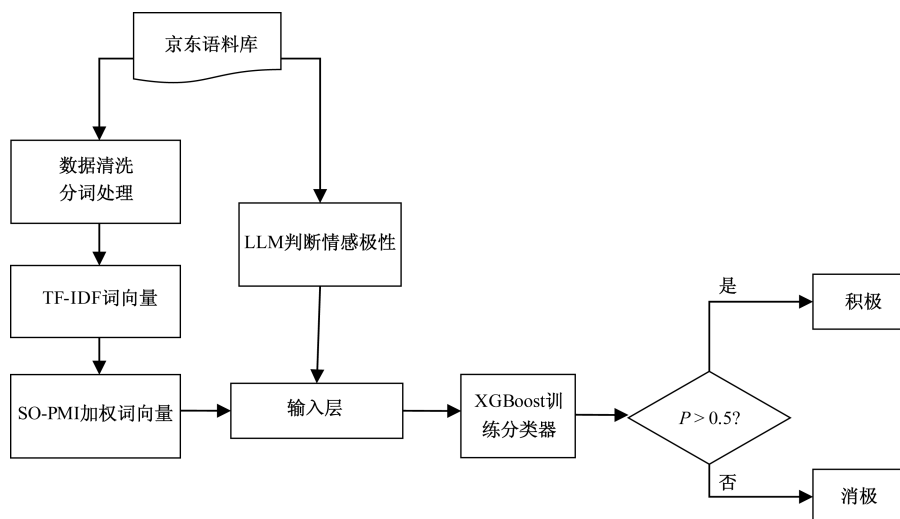 京东语料库
数据清洗
分词处理
LLM判断情感极性
TF-IDF词向量
是
积极
SO-PMI加权词向量
输入层
XGBoost训
练分类器
P > 0.5?
否
消极